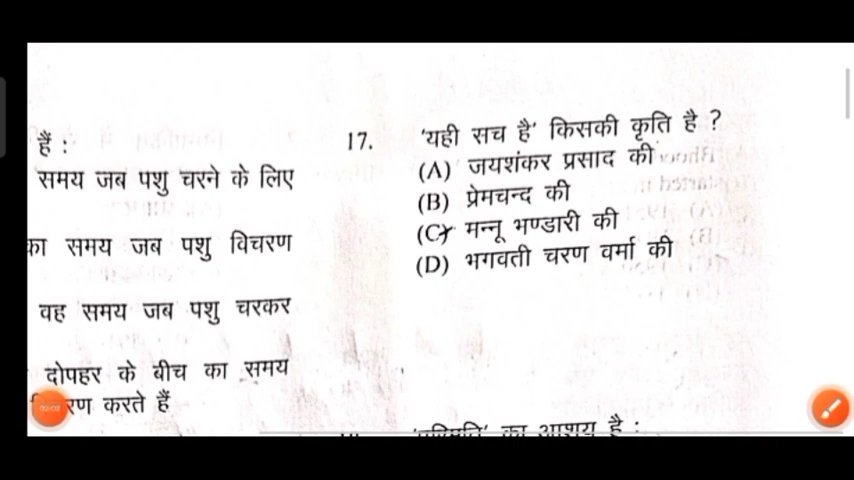 हैं :
समय जब पशु चरने के लिए
का समय जब पशु विचरण
वह समय जब पशु चरकर
दोपहर के बीच का समय
करते हैं
17. 'यही सच है' किसकी कृति है ?
(A) जयशंकर प्रसाद की
(B) प्रेमचन्द की
(C) मन्नू भण्डारी की
(D) भगवती चरण वर्मा की
का आशय है :